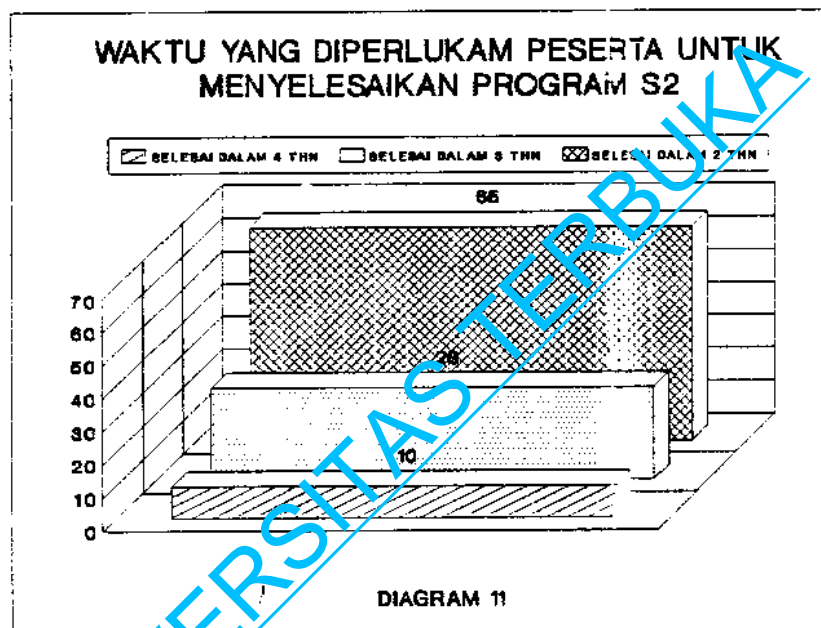 WAKTU YANG DIPERLUKAM PESERTA UNTUK
MENYELESAIKAN PROGRAM S2
SELESAI DALAM 4 THN SELESAI DALAM 3 THN SELESAI DALAM 2 THN
65
10
70
60
50
40
30
20
10
0
DIAGRAM 11
ERSITAS TERBUKA